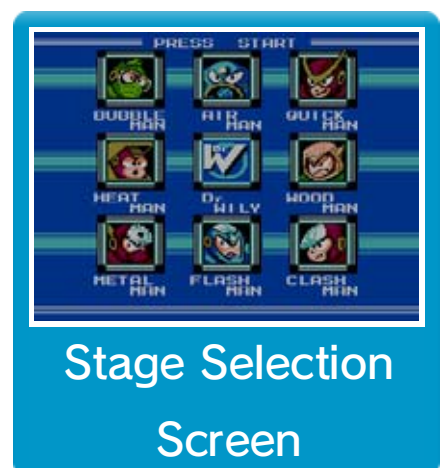 PRESS START
BUBBLE MAN AIR MAN QUICK MAN
HEAT MAN Dr. WILY WOOD MAN
METAL MAN FLASH MAN CLASH MAN
Stage Selection
Screen